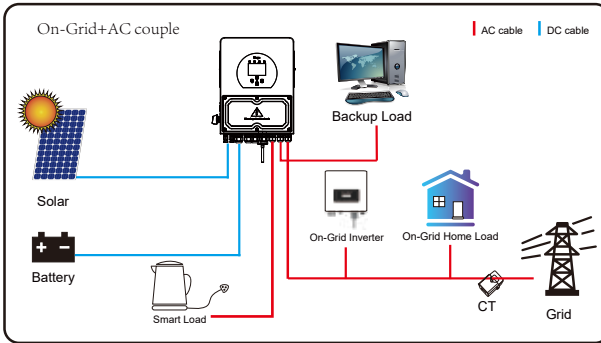 On-Grid+AC couple
AC cable
DC cable
Backup Load
Solar
On-Grid Inverter
On-Grid Home Load
Battery
Smart Load
CT
Grid